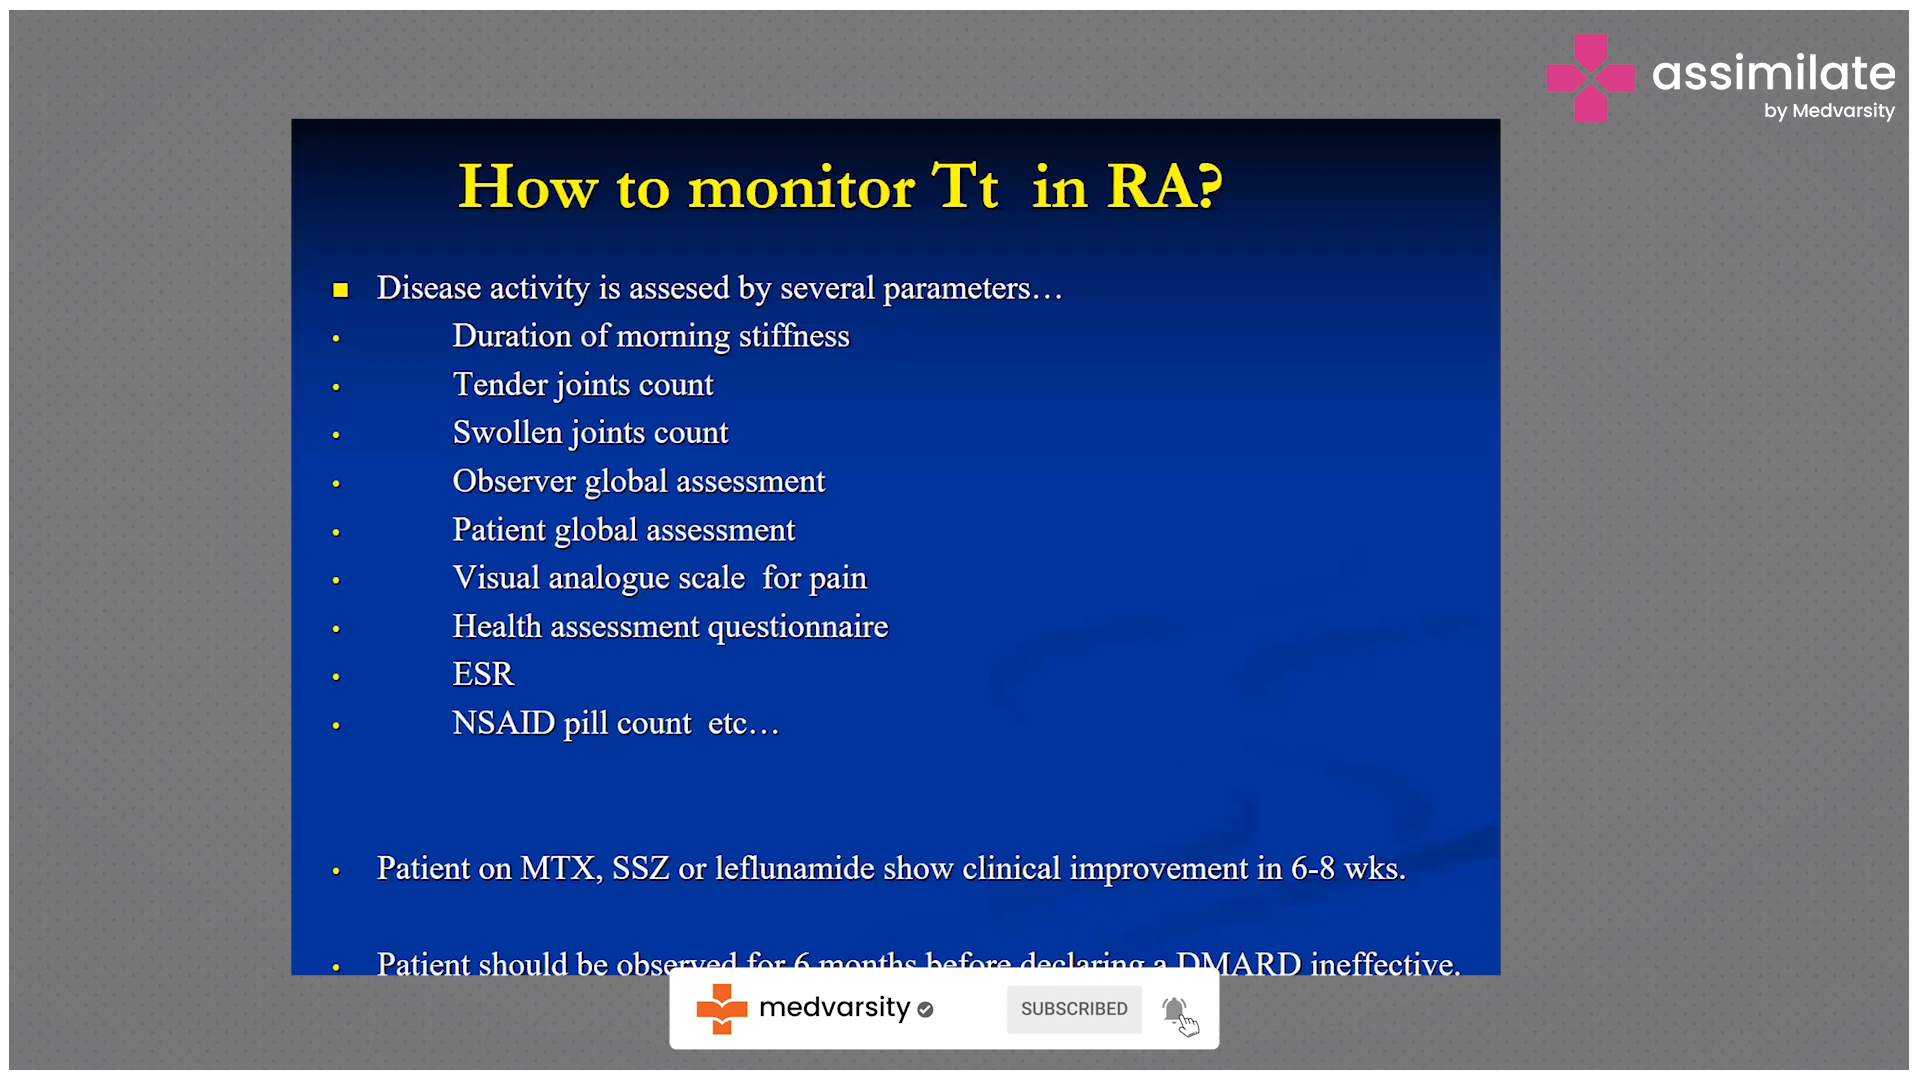 assimilate
by Medvarsity
How to monitor Tt in RA?
Disease activity is assesed by several parameters…
Duration of morning stiffness
Tender joints count
Swollen joints count
Observer global assessment
Patient global assessment
Visual analogue scale for pain
Health assessment questionnaire
ESR
NSAID pill count etc…
Patient on MTX, SSZ or leflunamide show clinical improvement in 6-8 wks.
Patient should be observed for 6 months before declaring a DMARD ineffective.
medvarsity
SUBSCRIBED